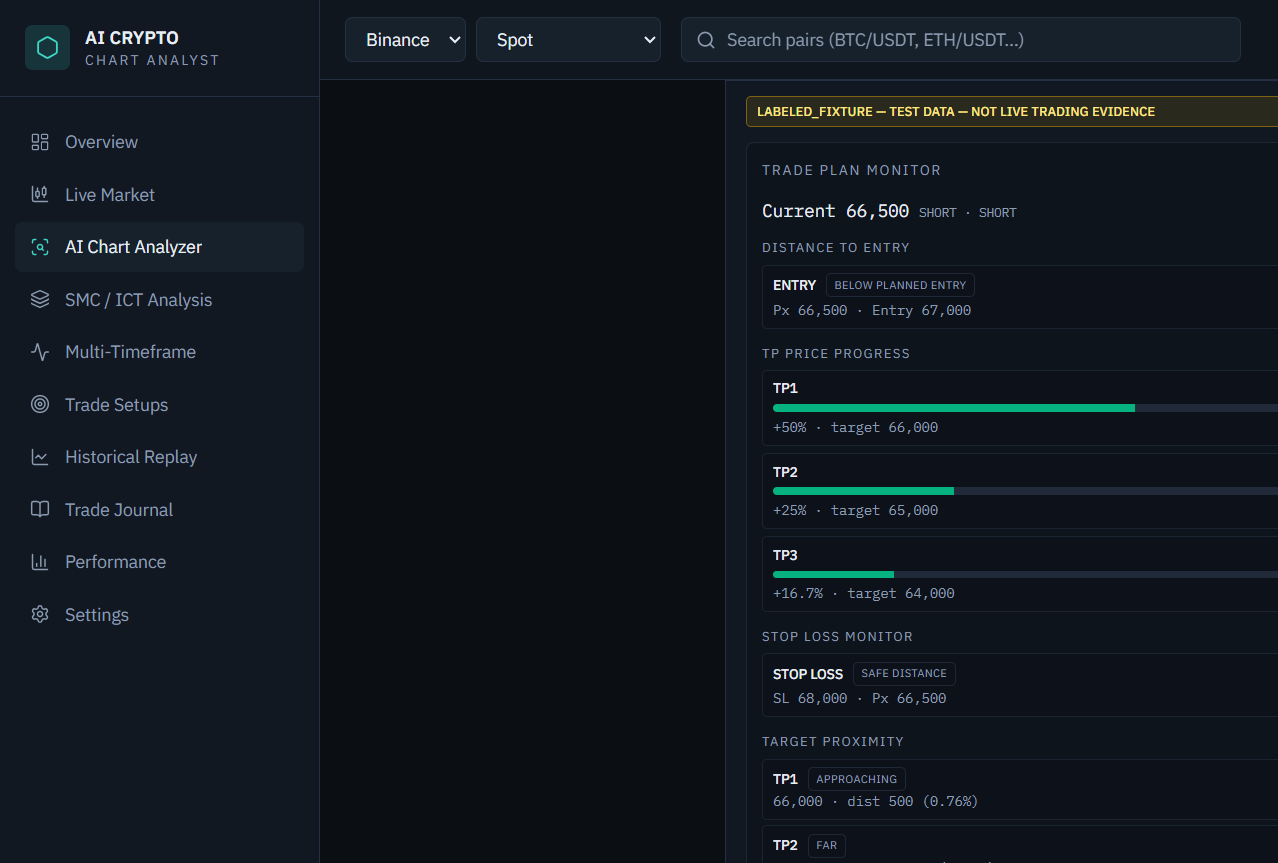 AI CRYPTO
CHART ANALYST
Overview
Live Market
AI Chart Analyzer
SMC / ICT Analysis
Multi-Timeframe
Trade Setups
Historical Replay
Trade Journal
Performance
Settings
Binance
Spot
Search pairs (BTC/USDT, ETH/USDT...)
LABELED_FIXTURE — TEST DATA — NOT LIVE TRADING EVIDENCE
TRADE PLAN MONITOR
Current 66,500 SHORT · SHORT
DISTANCE TO ENTRY
ENTRY BELOW PLANNED ENTRY
Px 66,500 · Entry 67,000
TP PRICE PROGRESS
TP1
+50% · target 66,000
TP2
+25% · target 65,000
TP3
+16.7% · target 64,000
STOP LOSS MONITOR
STOP LOSS SAFE DISTANCE
SL 68,000 · Px 66,500
TARGET PROXIMITY
TP1 APPROACHING
66,000 · dist 500 (0.76%)
TP2 FAR